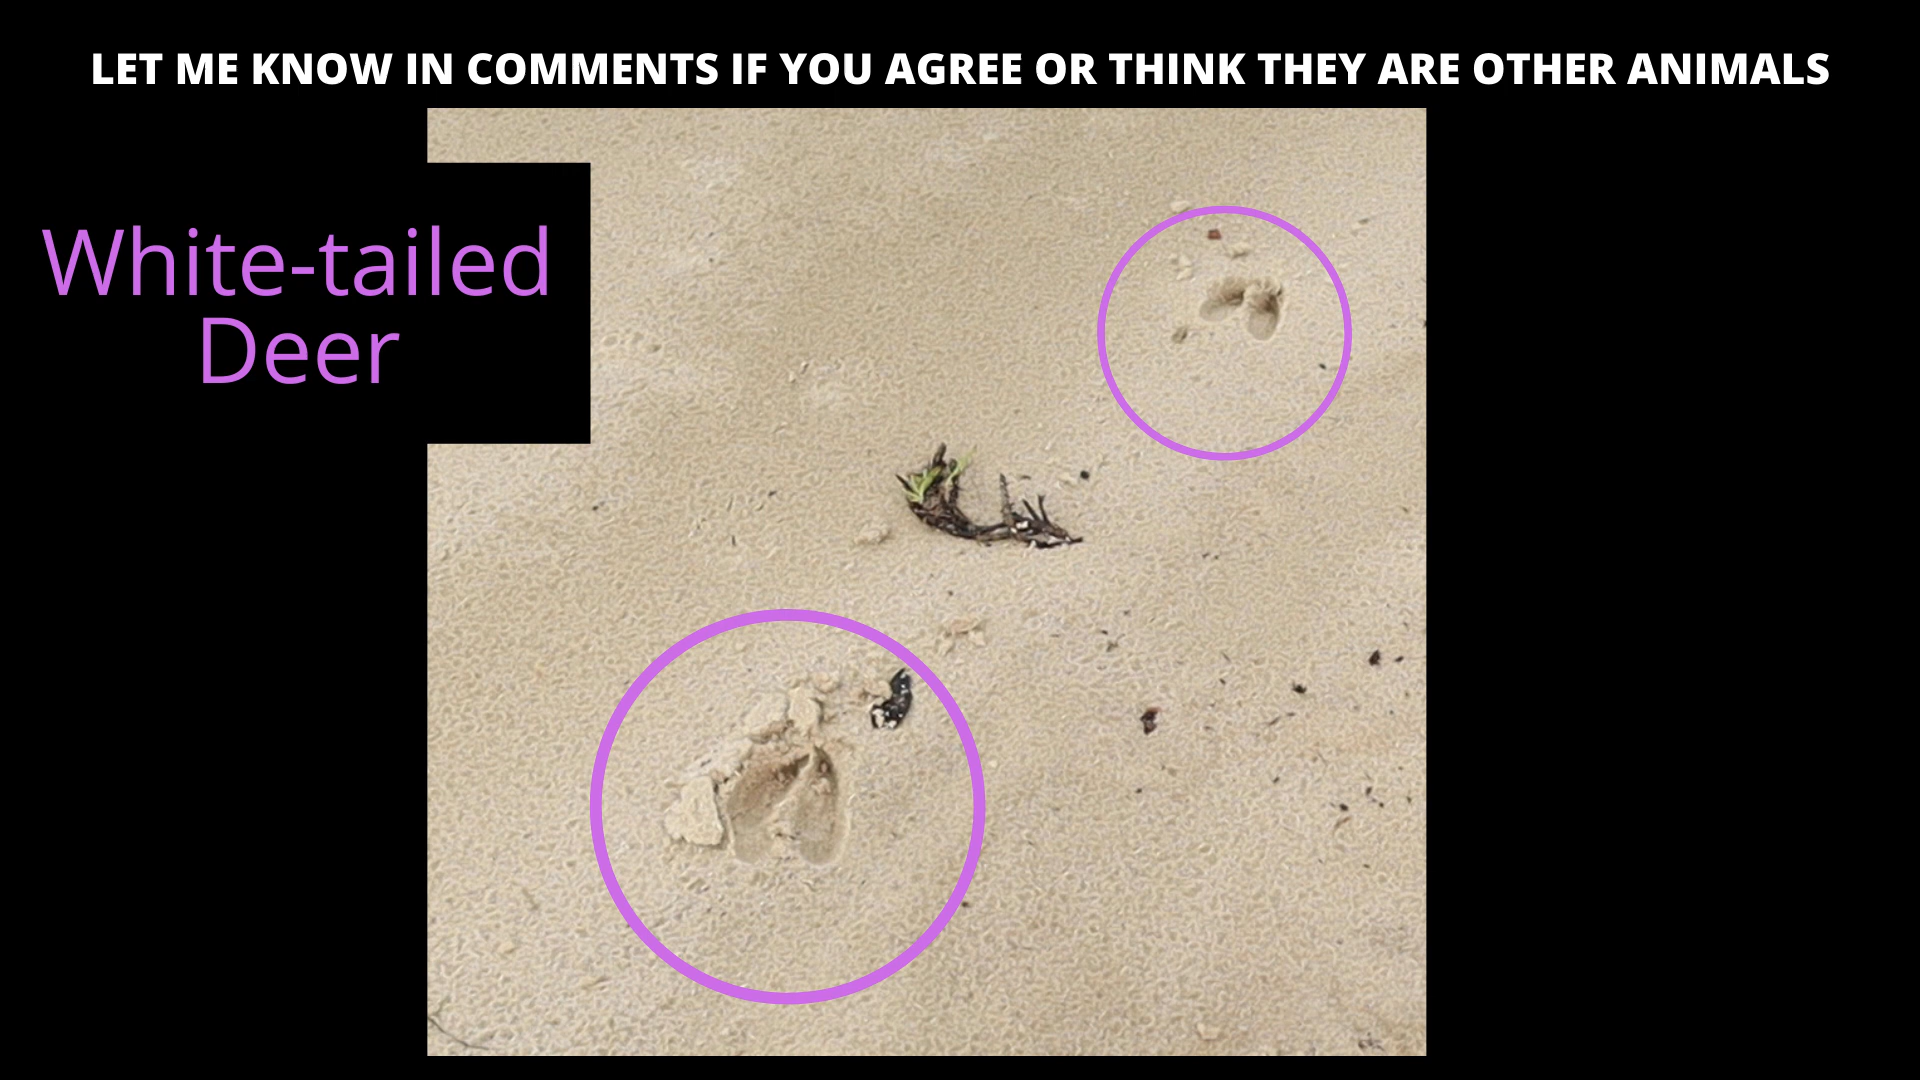 LET ME KNOW IN COMMENTS IF YOU AGREE OR THINK THEY ARE OTHER ANIMALS
White-tailed
Deer